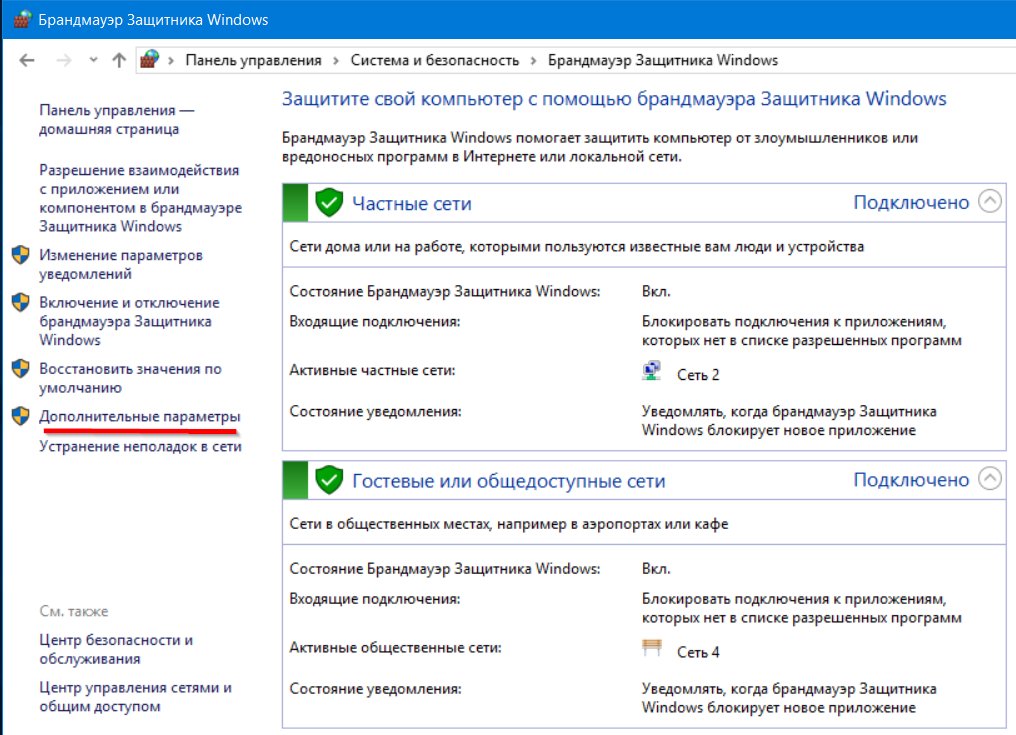 Брандмауэр Защитника Windows
Панель управления › Система и безопасность › Брандмауэр Защитника Windows
Панель управления —
домашняя страница
Разрешение взаимодействия
с приложением или
компонентом в брандмауэре
Защитника Windows
Изменение параметров
уведомлений
Включение и отключение
брандмауэра Защитника
Windows
Восстановить значения по
умолчанию
Дополнительные параметры
Устранение неполадок в сети
См. также
Центр безопасности и
обслуживания
Центр управления сетями и
общим доступом
Защитите свой компьютер с помощью брандмауэра Защитника Windows
Брандмауэр Защитника Windows помогает защитить компьютер от злоумышленников или
вредоносных программ в Интернете или локальной сети.
Частные сети Подключено
Сети дома или на работе, которыми пользуются известные вам люди и устройства
Состояние Брандмауэр Защитника Windows: Вкл.
Входящие подключения: Блокировать подключения к приложениям,
которых нет в списке разрешенных программ
Активные частные сети: Сеть 2
Состояние уведомления: Уведомлять, когда брандмауэр Защитника
Windows блокирует новое приложение
Гостевые или общедоступные сети Подключено
Сети в общественных местах, например в аэропортах или кафе
Состояние Брандмауэр Защитника Windows: Вкл.
Входящие подключения: Блокировать подключения к приложениям,
которых нет в списке разрешенных программ
Активные общественные сети: Сеть 4
Состояние уведомления: Уведомлять, когда брандмауэр Защитника
Windows блокирует новое приложение